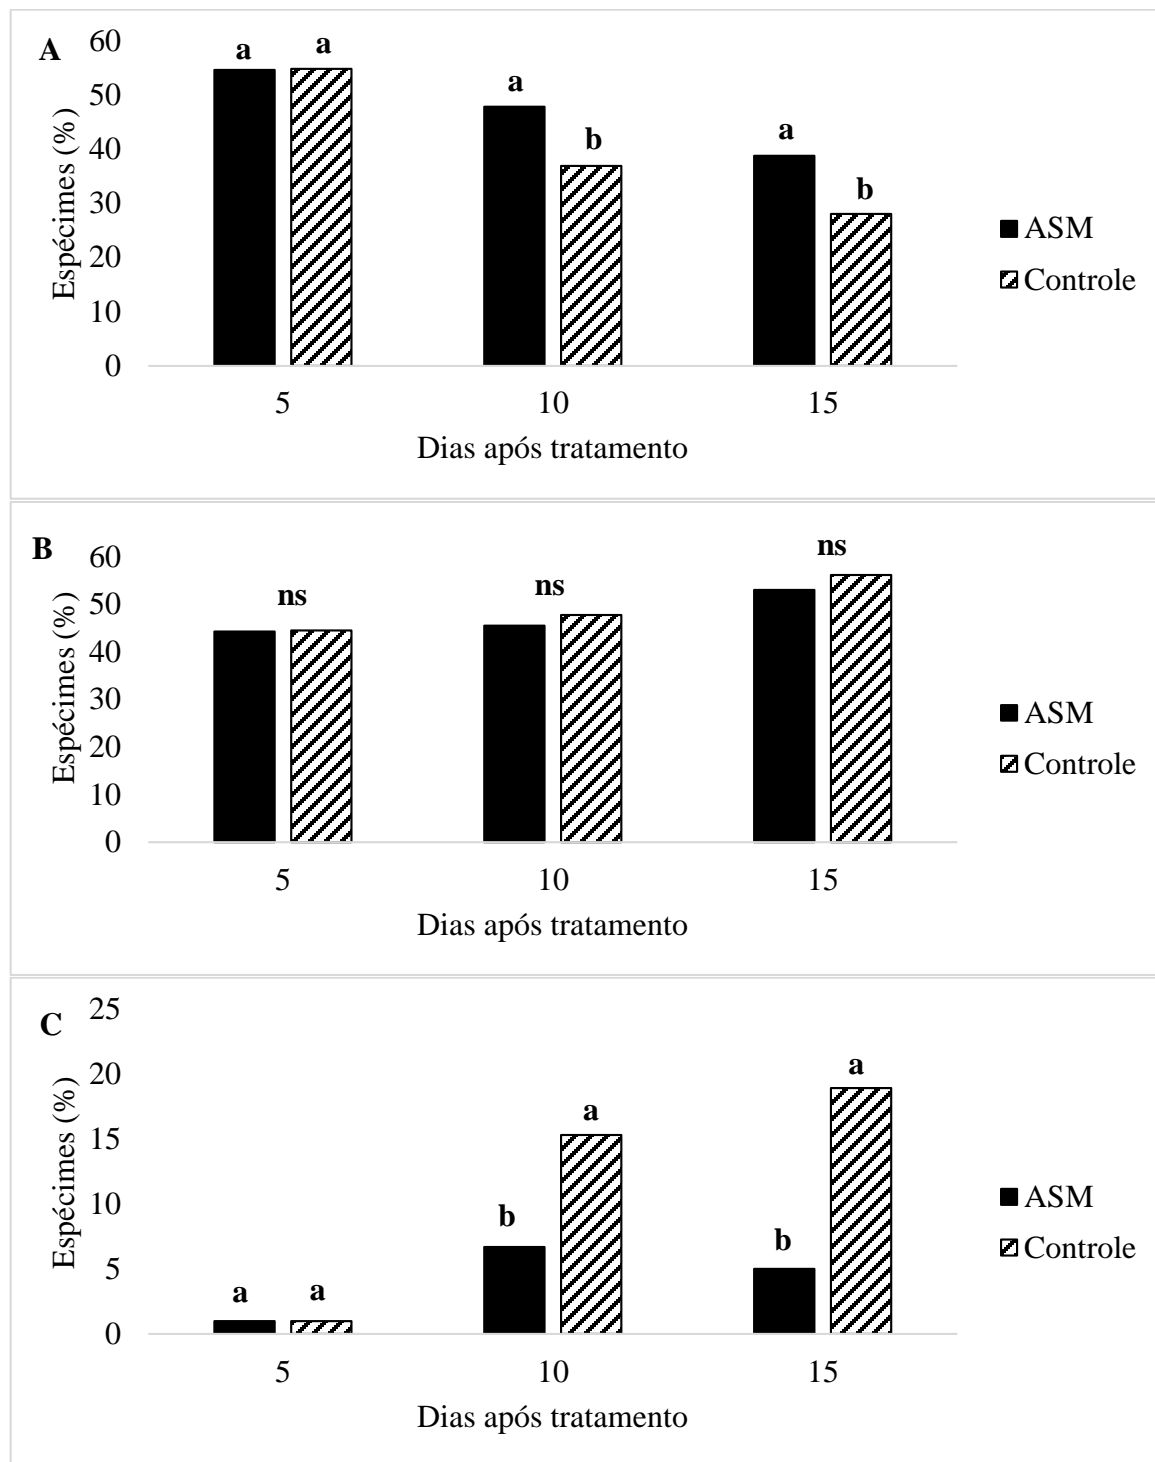 A
60
50
40
30
20
10
0
Espécimes (%)
a a
a b
a b
5 10 15
Dias após tratamento
ASM
Controle
B
60
50
40
30
20
10
0
Espécimes (%)
ns ns ns
5 10 15
Dias após tratamento
ASM
Controle
C
25
20
15
10
5
0
Espécimes (%)
a a
b a
b a
5 10 15
Dias após tratamento
ASM
Controle